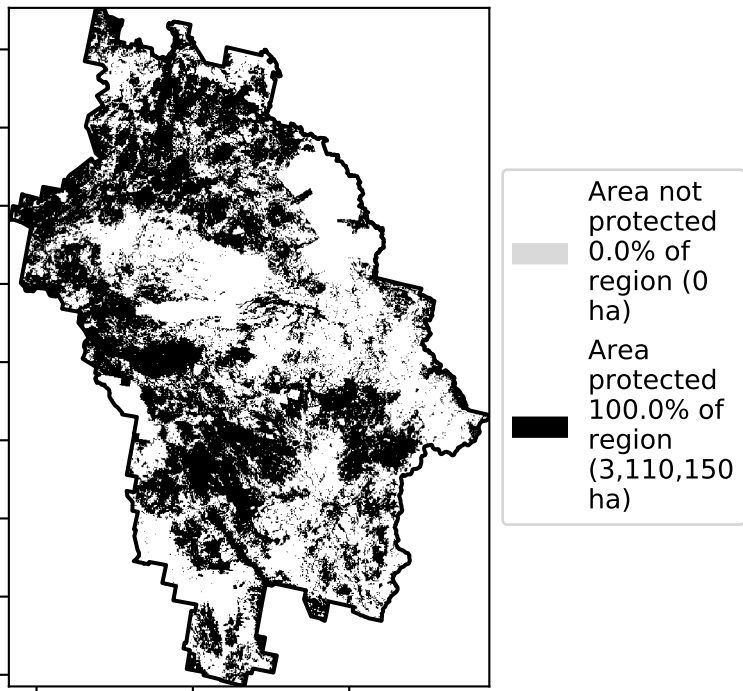 Area not
protected
0.0% of
region (0
ha)
Area
protected
100.0% of
region
(3,110,150
ha)